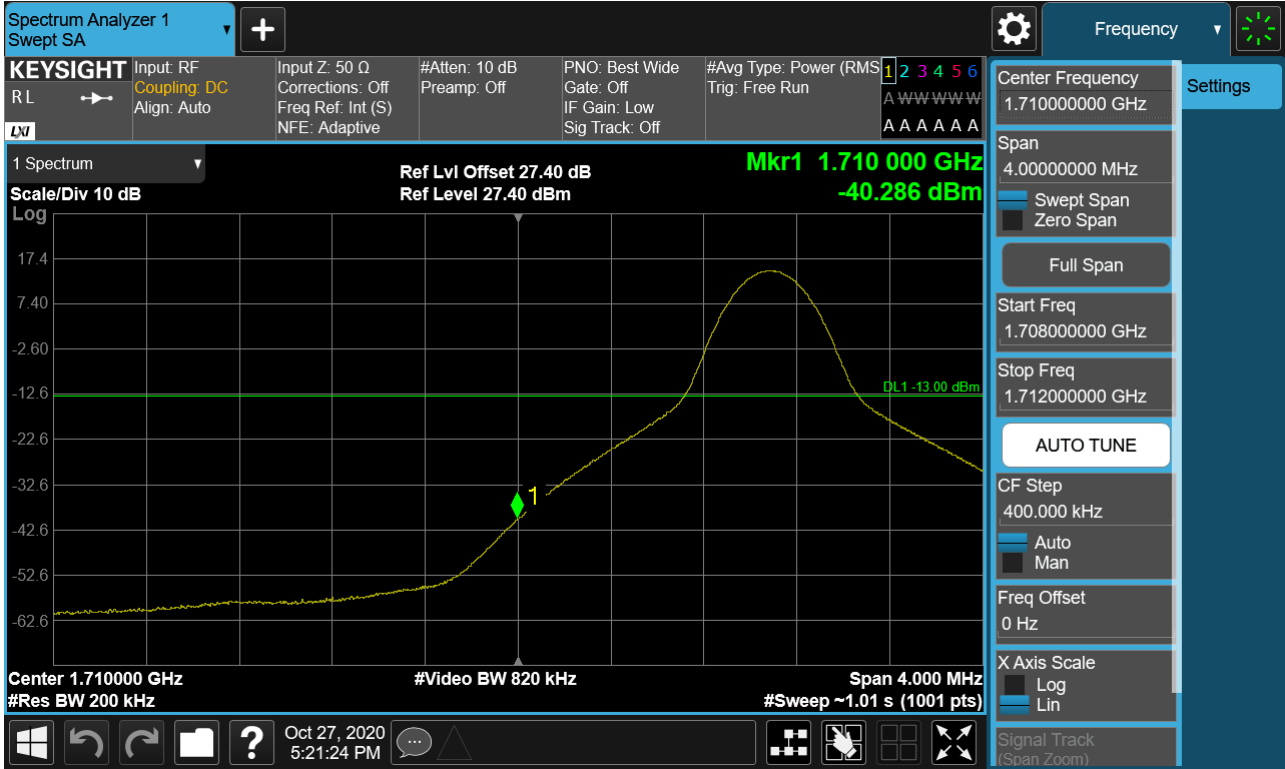 Spectrum Analyzer 1
Swept SA
+
Frequency
KEYSIGHT
R L
LXI
Input: RF
Coupling: DC
Align: Auto
Input Z: 50 Ω
Corrections: Off
Freq Ref: Int (S)
NFE: Adaptive
#Atten: 10 dB
Preamp: Off
PNO: Best Wide
Gate: Off
IF Gain: Low
Sig Track: Off
#Avg Type: Power (RMS
Trig: Free Run
1 2 3 4 5 6
A W W W W W
A A A A A A
1 Spectrum
Scale/Div 10 dB
Log
Ref Lvl Offset 27.40 dB
Ref Level 27.40 dBm
Mkr1 1.710 000 GHz
-40.286 dBm
17.4
7.40
-2.60
-12.6
-22.6
-32.6
-42.6
-52.6
-62.6
DL1 -13.00 dBm
1
Center 1.710000 GHz
#Video BW 820 kHz
Span 4.000 MHz
#Res BW 200 kHz
#Sweep ~1.01 s (1001 pts)
Center Frequency
1.710000000 GHz
Span
4.00000000 MHz
Swept Span
Zero Span
Full Span
Start Freq
1.708000000 GHz
Stop Freq
1.712000000 GHz
AUTO TUNE
CF Step
400.000 kHz
Auto
Man
Freq Offset
0 Hz
X Axis Scale
Log
Lin
Signal Track
(Span Zoom)
Settings
?
Oct 27, 2020
5:21:24 PM